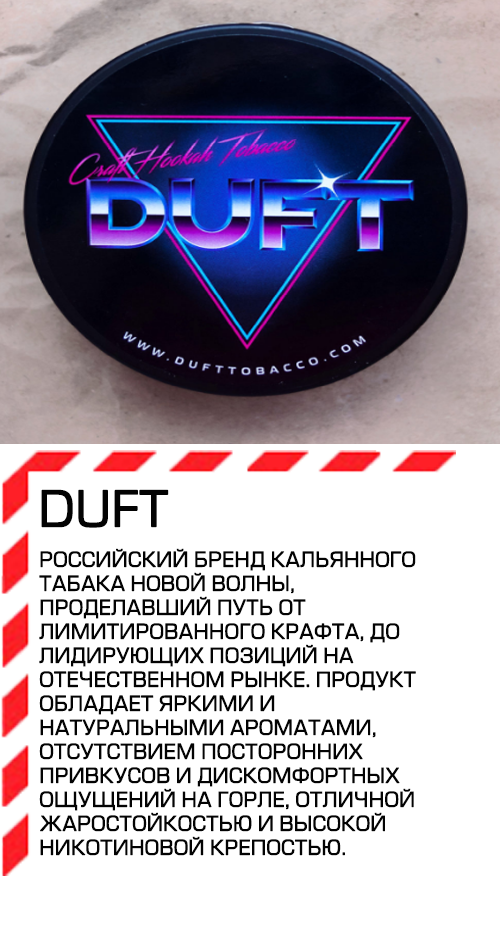 Craft Hookah Tobacco
DUFT
WWW.DUFTTOBACCO.COM
DUFT
РОССИЙСКИЙ БРЕНД КАЛЬЯННОГО
ТАБАКА НОВОЙ ВОЛНЫ,
ПРОДЕЛАВШИЙ ПУТЬ ОТ
ЛИМИТИРОВАННОГО КРАФТА, ДО
ЛИДИРУЮЩИХ ПОЗИЦИЙ НА
ОТЕЧЕСТВЕННОМ РЫНКЕ. ПРОДУКТ
ОБЛАДАЕТ ЯРКИМИ И
НАТУРАЛЬНЫМИ АРОМАТАМИ,
ОТСУТСТВИЕМ ПОСТОРОННИХ
ПРИВКУСОВ И ДИСКОМФОРТНЫХ
ОЩУЩЕНИЙ НА ГОРЛЕ, ОТЛИЧНОЙ
ЖАРОСТОЙКОСТЬЮ И ВЫСОКОЙ
НИКОТИНОВОЙ КРЕПОСТЬЮ.